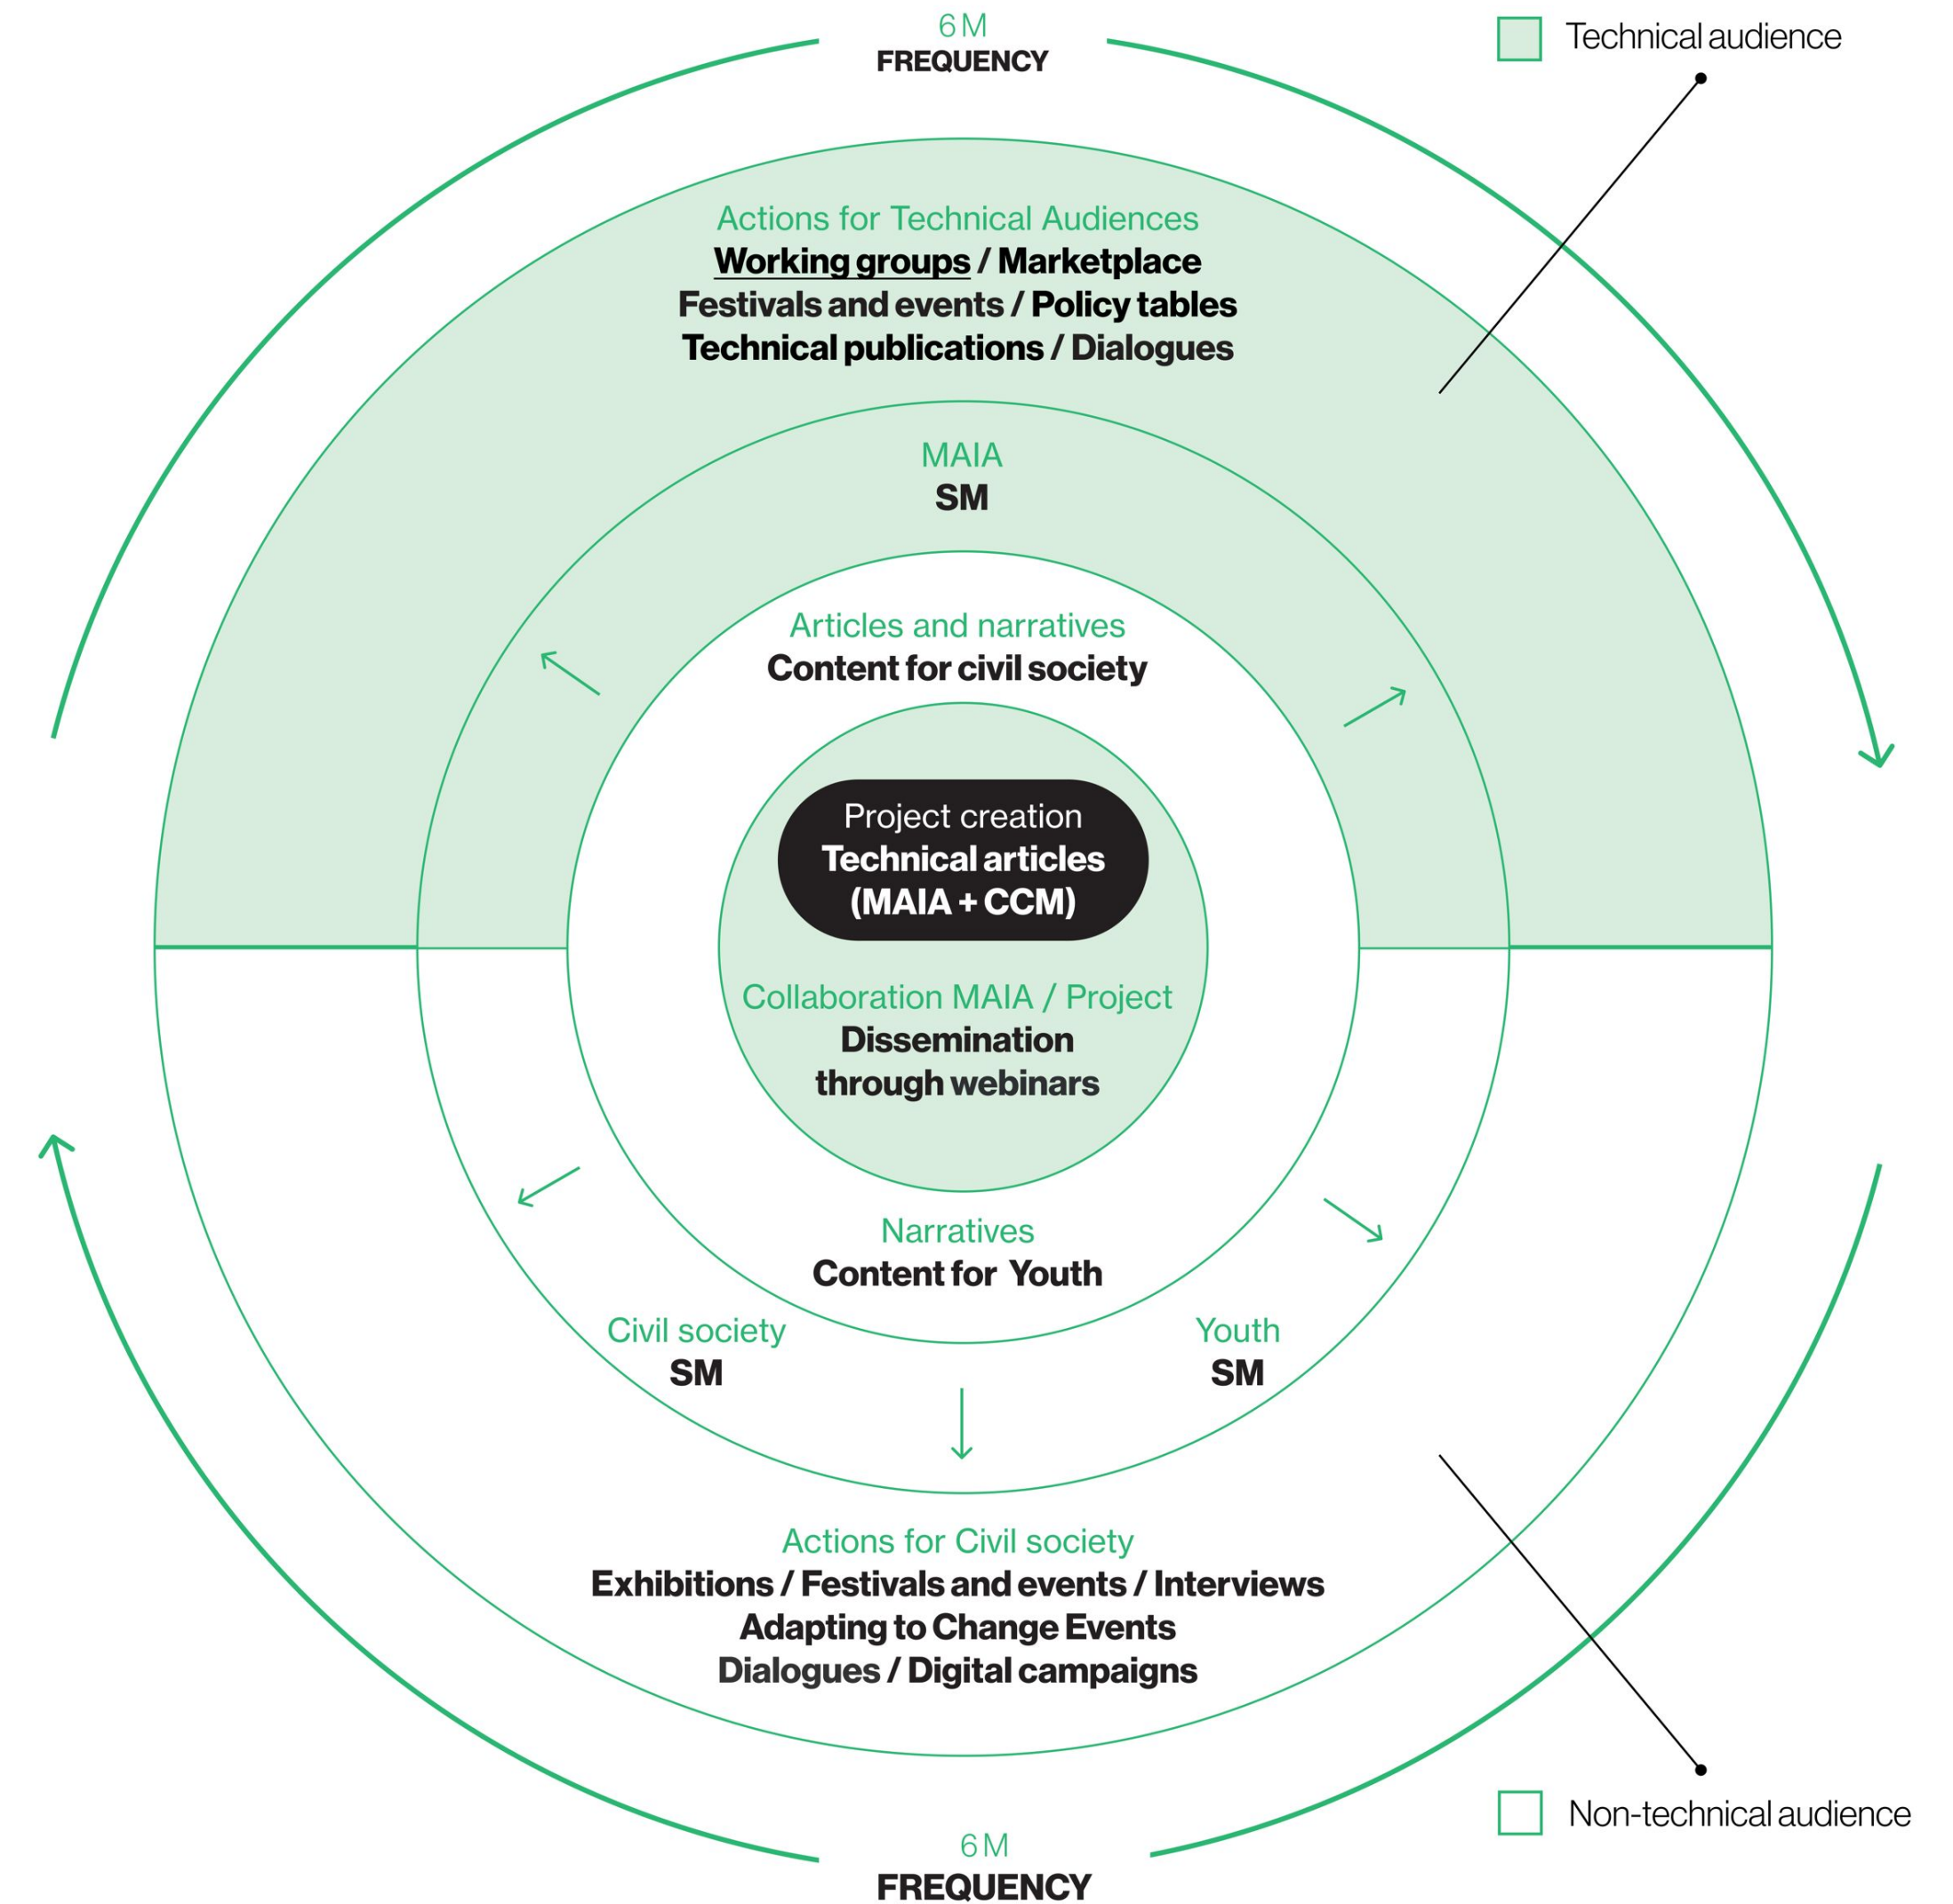 6 M
FREQUENCY
Technical audience
Actions for Technical Audiences
Working groups / Marketplace
Festivals and events / Policy tables
Technical publications / Dialogues
MAIA
SM
Articles and narratives
Content for civil society
Project creation
Technical articles
(MAIA + CCM)
Collaboration MAIA / Project
Dissemination
through webinars
Narratives
Content for Youth
Civil society
SM
Youth
SM
Actions for Civil society
Exhibitions / Festivals and events / Interviews
Adapting to Change Events
Dialogues / Digital campaigns
Non-technical audience
6 M
FREQUENCY